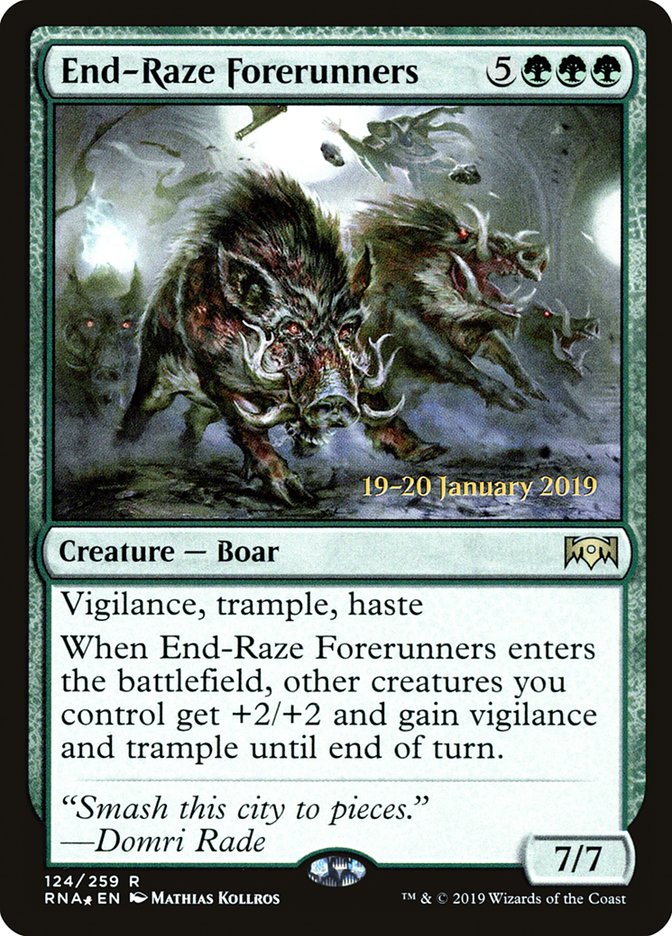 End-Raze Forerunners 5
19–20 January 2019
Creature — Boar
Vigilance, trample, haste
When End-Raze Forerunners enters
the battlefield, other creatures you
control get +2/+2 and gain vigilance
and trample until end of turn.
“Smash this city to pieces.”
—Domri Rade
7/7
124/259 R
RNA★EN Mathias Kollros
™ & © 2019 Wizards of the Coast